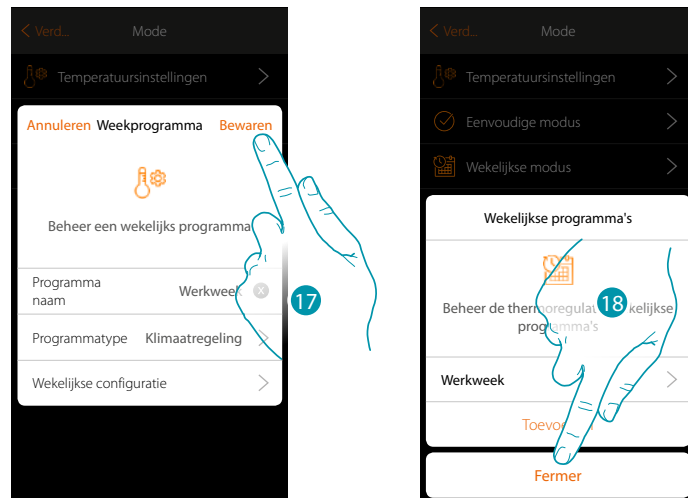 Verd... Mode
Temperatuursinstellingen
Annuleren Weekprogramma Bewaren
Beheer een wekelijks programma
Programma
naam
Werkweek
Programmatype Klimaatregeling
Wekelijkse configuratie
17
Verd... Mode
Temperatuursinstellingen
Eenvoudige modus
Wekelijkse modus
Wekelijkse programma's
Beheer de thermoregulat kelijkse
programma's
18
Werkweek
Fermer